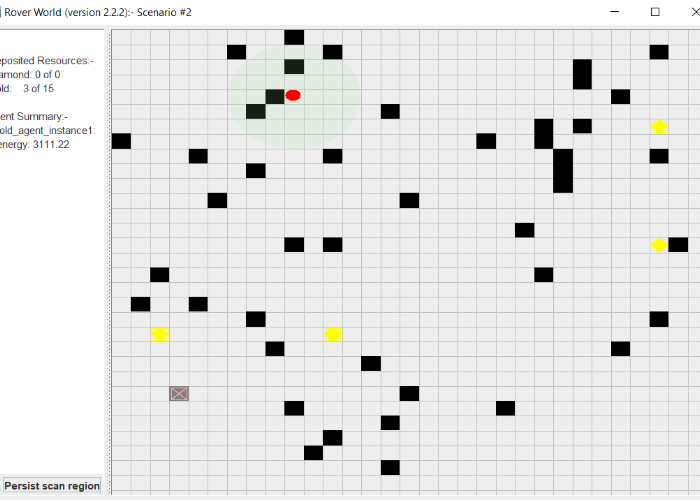 Rover World (version 2.2.2):- Scenario #2
eposited Resources:-
amond: 0 of 0
old: 3 of 15
ent Summary:-
old_agent_instance1:
energy: 3111.22
Persist scan region